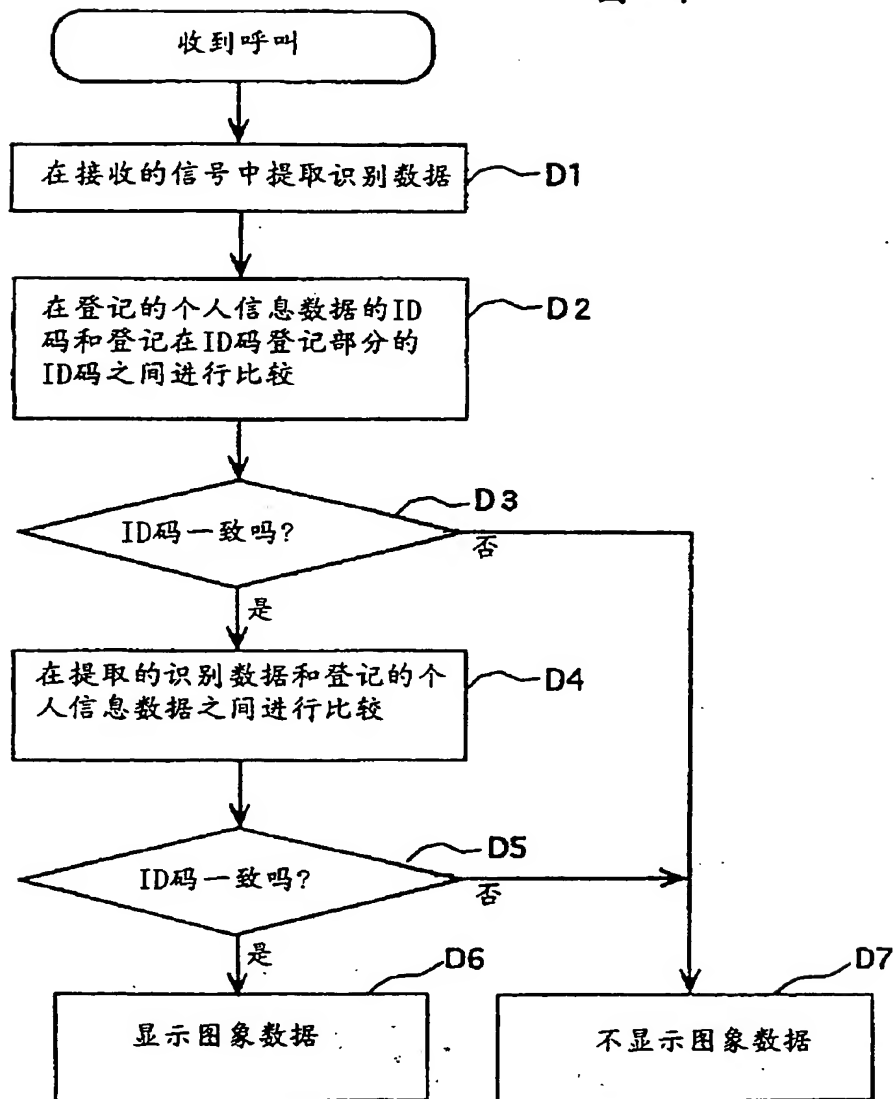 收到呼叫
在接收的信号中提取识别数据
D1
在登记的个人信息数据的ID
码和登记在ID码登记部分的
ID码之间进行比较
D2
ID码一致吗?
D3
否
是
在提取的识别数据和登记的个
人信息数据之间进行比较
D4
ID码一致吗?
D5
否
是
显示图象数据
D6
不显示图象数据
D7